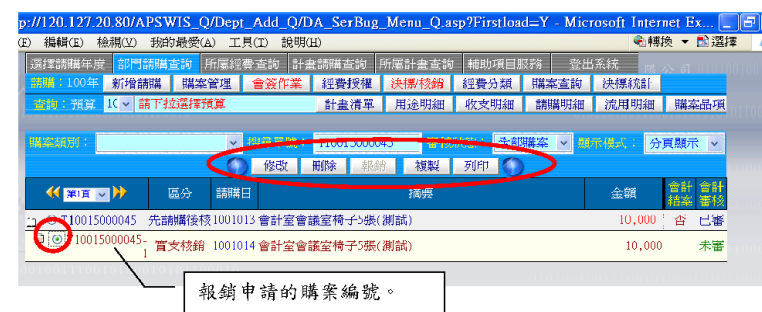 p://120.127.20.80/APSWIS_Q/Dept_Add_Q/DA_SerBug_Menu_Q.asp?Firstload=Y - Microsoft Internet Ex...
(E) 編輯(E) 檢視(V) 我的最愛(A) 工具(T) 說明(H) 轉換 選擇
選擇請購年度 部門請購查詢 所屬經費查詢 計畫請購查詢 所屬計畫查詢 輔助項目服務 登出系統
請購：100年 新增請購 購案管理 會簽作業 經費授權 決標/核銷 經費分類 購案查詢 決標統計
查詢：預算 1C 請下拉選擇預算 計畫清單 用途明細 收支明細 請購明細 流用明細 購案品項
購案類別： T10015000045 全部購案 顯示模式： 分頁顯示
修改 刪除 報銷 複製 列印
第1頁 區分 請購日 摘要 金額 會計結案 會計審核
T10015000045 先請購後核 1001013 會計室會議室椅子5張(測試) 10,000 否 已審
T10015000045-1 實支核銷 1001014 會計室會議室椅子5張(測試) 10,000 未審
報銷申請的購案編號。